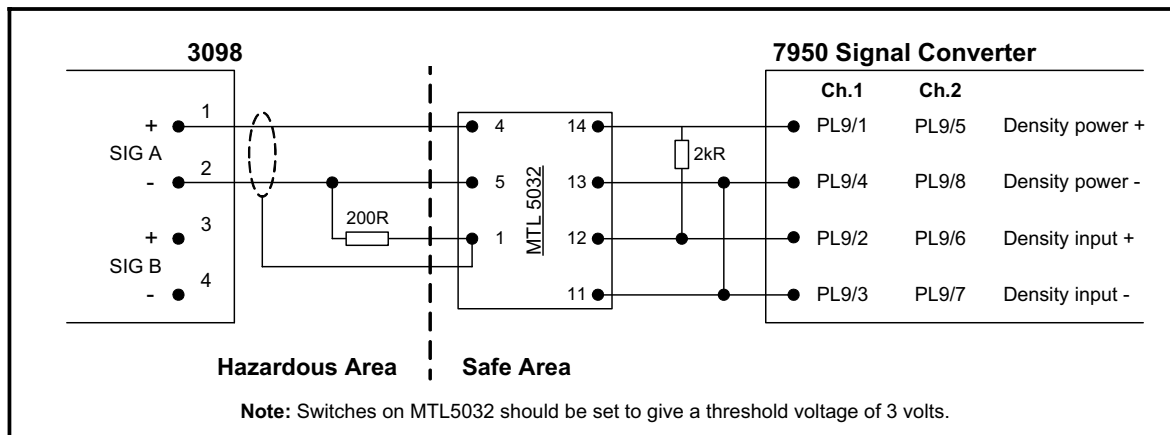 3098
7950 Signal Converter
Ch.1 Ch.2
1
+ 4 14 PL9/1 PL9/5 Density power +
SIG A
2kR
2
- 5 13 PL9/4 PL9/8 Density power -
MTL 5032
200R
3
+ 1 12 PL9/2 PL9/6 Density input +
SIG B
4
- 11 PL9/3 PL9/7 Density input -
Hazardous Area Safe Area
Note: Switches on MTL5032 should be set to give a threshold voltage of 3 volts.